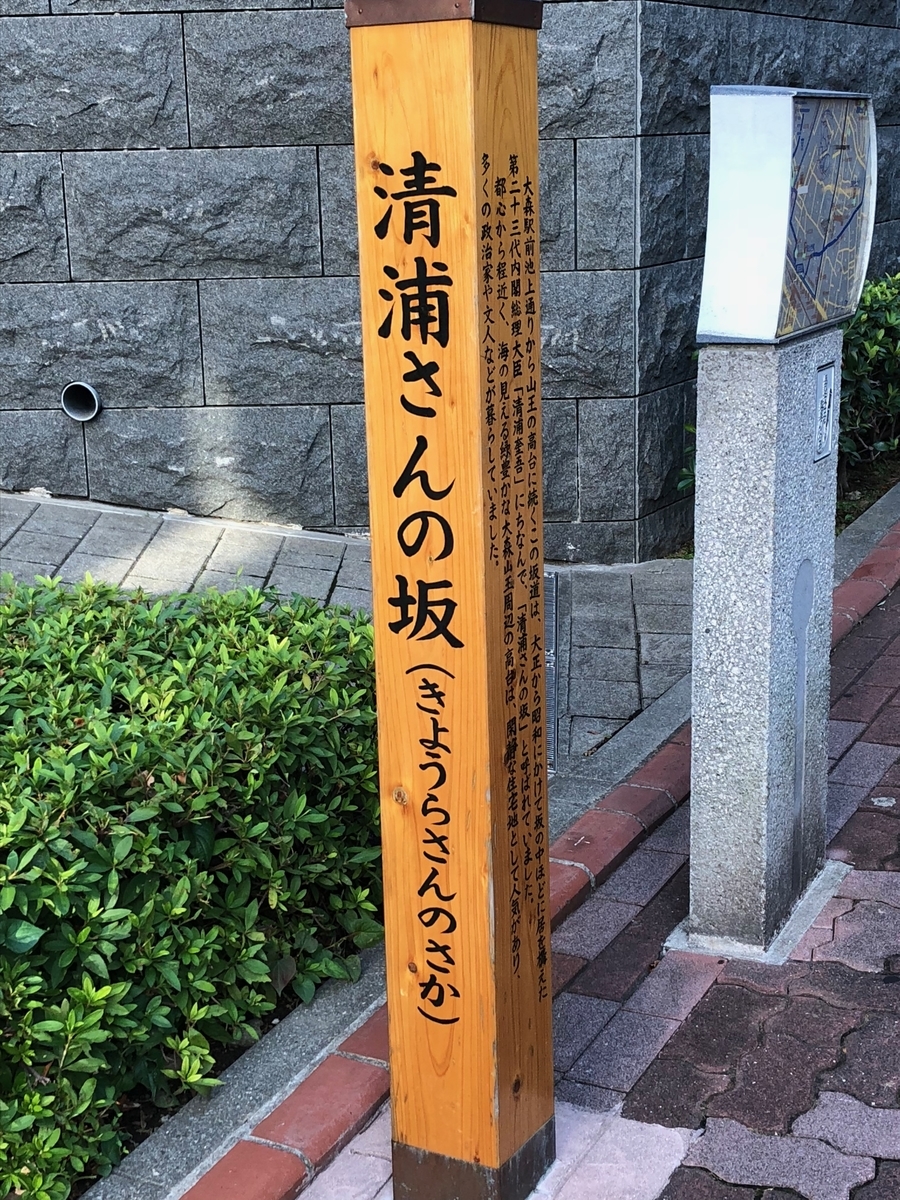 清浦さんの坂(きようらさんのさか)
大森駅前池上通りから山王の高台に続くこの坂道は、大正から昭和にかけて坂の中ほどに居を構えた
第二十三代内閣総理大臣「清浦奎吾」にちなんで、「清浦さんの坂」と呼ばれていました。
都心から程近く、海の見える緑豊かな大森山王周辺の高台は、閑静な住宅地として人気があり、
多くの政治家や文人などが暮らしていました。